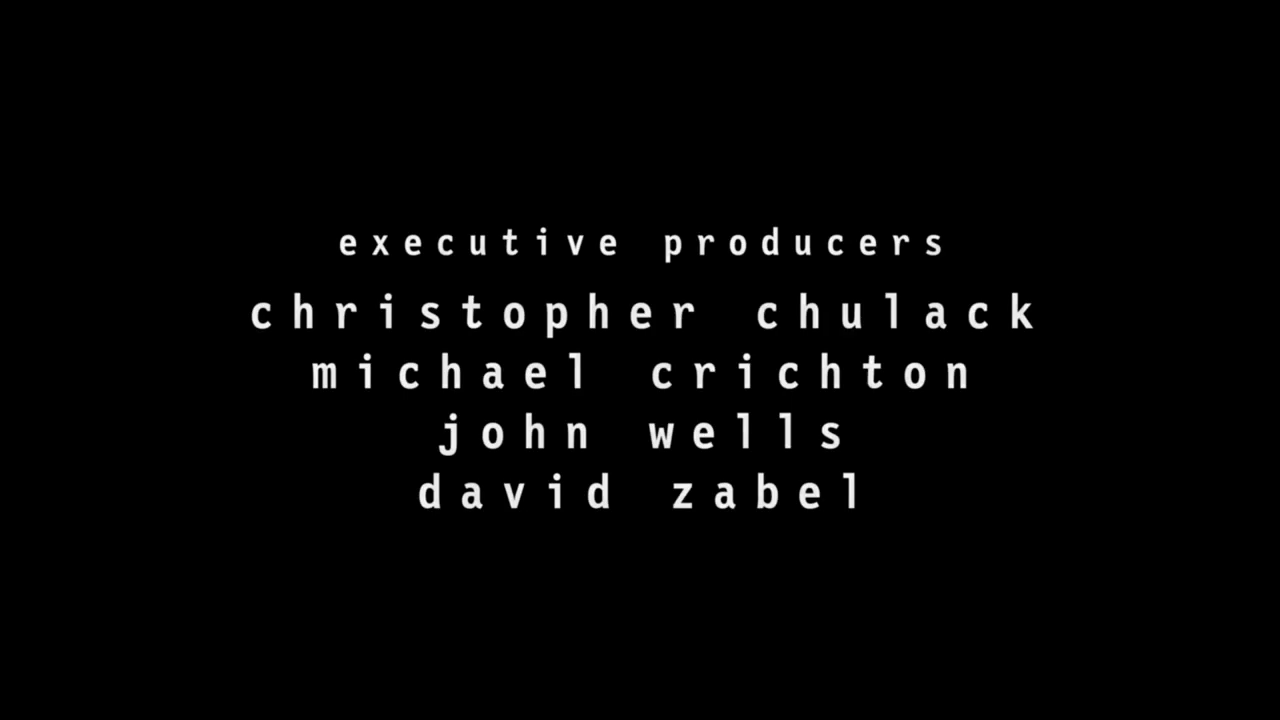 executive producers
christopher chulack
michael crichton
john wells
david zabel